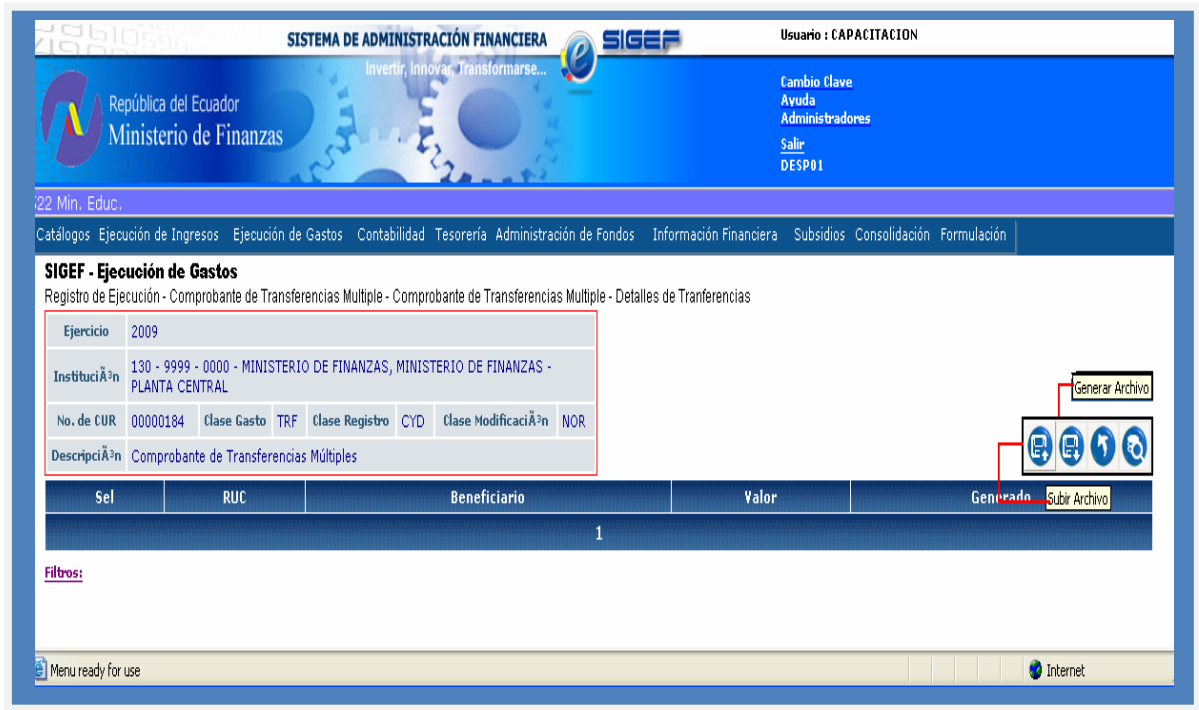 SISTEMA DE ADMINISTRACIÓN FINANCIERA
SIGEF
Usuario : CAPACITACION
Invertir, Innovar, Transformarse...
República del Ecuador
Ministerio de Finanzas
Cambio Clave
Ayuda
Administradores
Salir
DESP01
522 Min. Educ.
Catálogos Ejecución de Ingresos Ejecución de Gastos Contabilidad Tesorería Administración de Fondos Información Financiera Subsidios Consolidación Formulación
SIGEF - Ejecución de Gastos
Registro de Ejecución - Comprobante de Transferencias Multiple - Comprobante de Transferencia Multiple - Detalles de Tranferencias
Ejercicio 2009
InstituciÃ³n 130 - 9999 - 0000 - MINISTERIO DE FINANZAS, MINISTERIO DE FINANZAS -
PLANTA CENTRAL
Generar Archivo
No. de CUR 00000184 Clase Gasto TRF Clase Registro CYD Clase ModificaciÃ³n NOR
DescripciÃ³n Comprobante de Transferencias Múltiples
Sel RUC Beneficiario Valor Generado
Subir Archivo
1
Filtros:
Menu ready for use
Internet